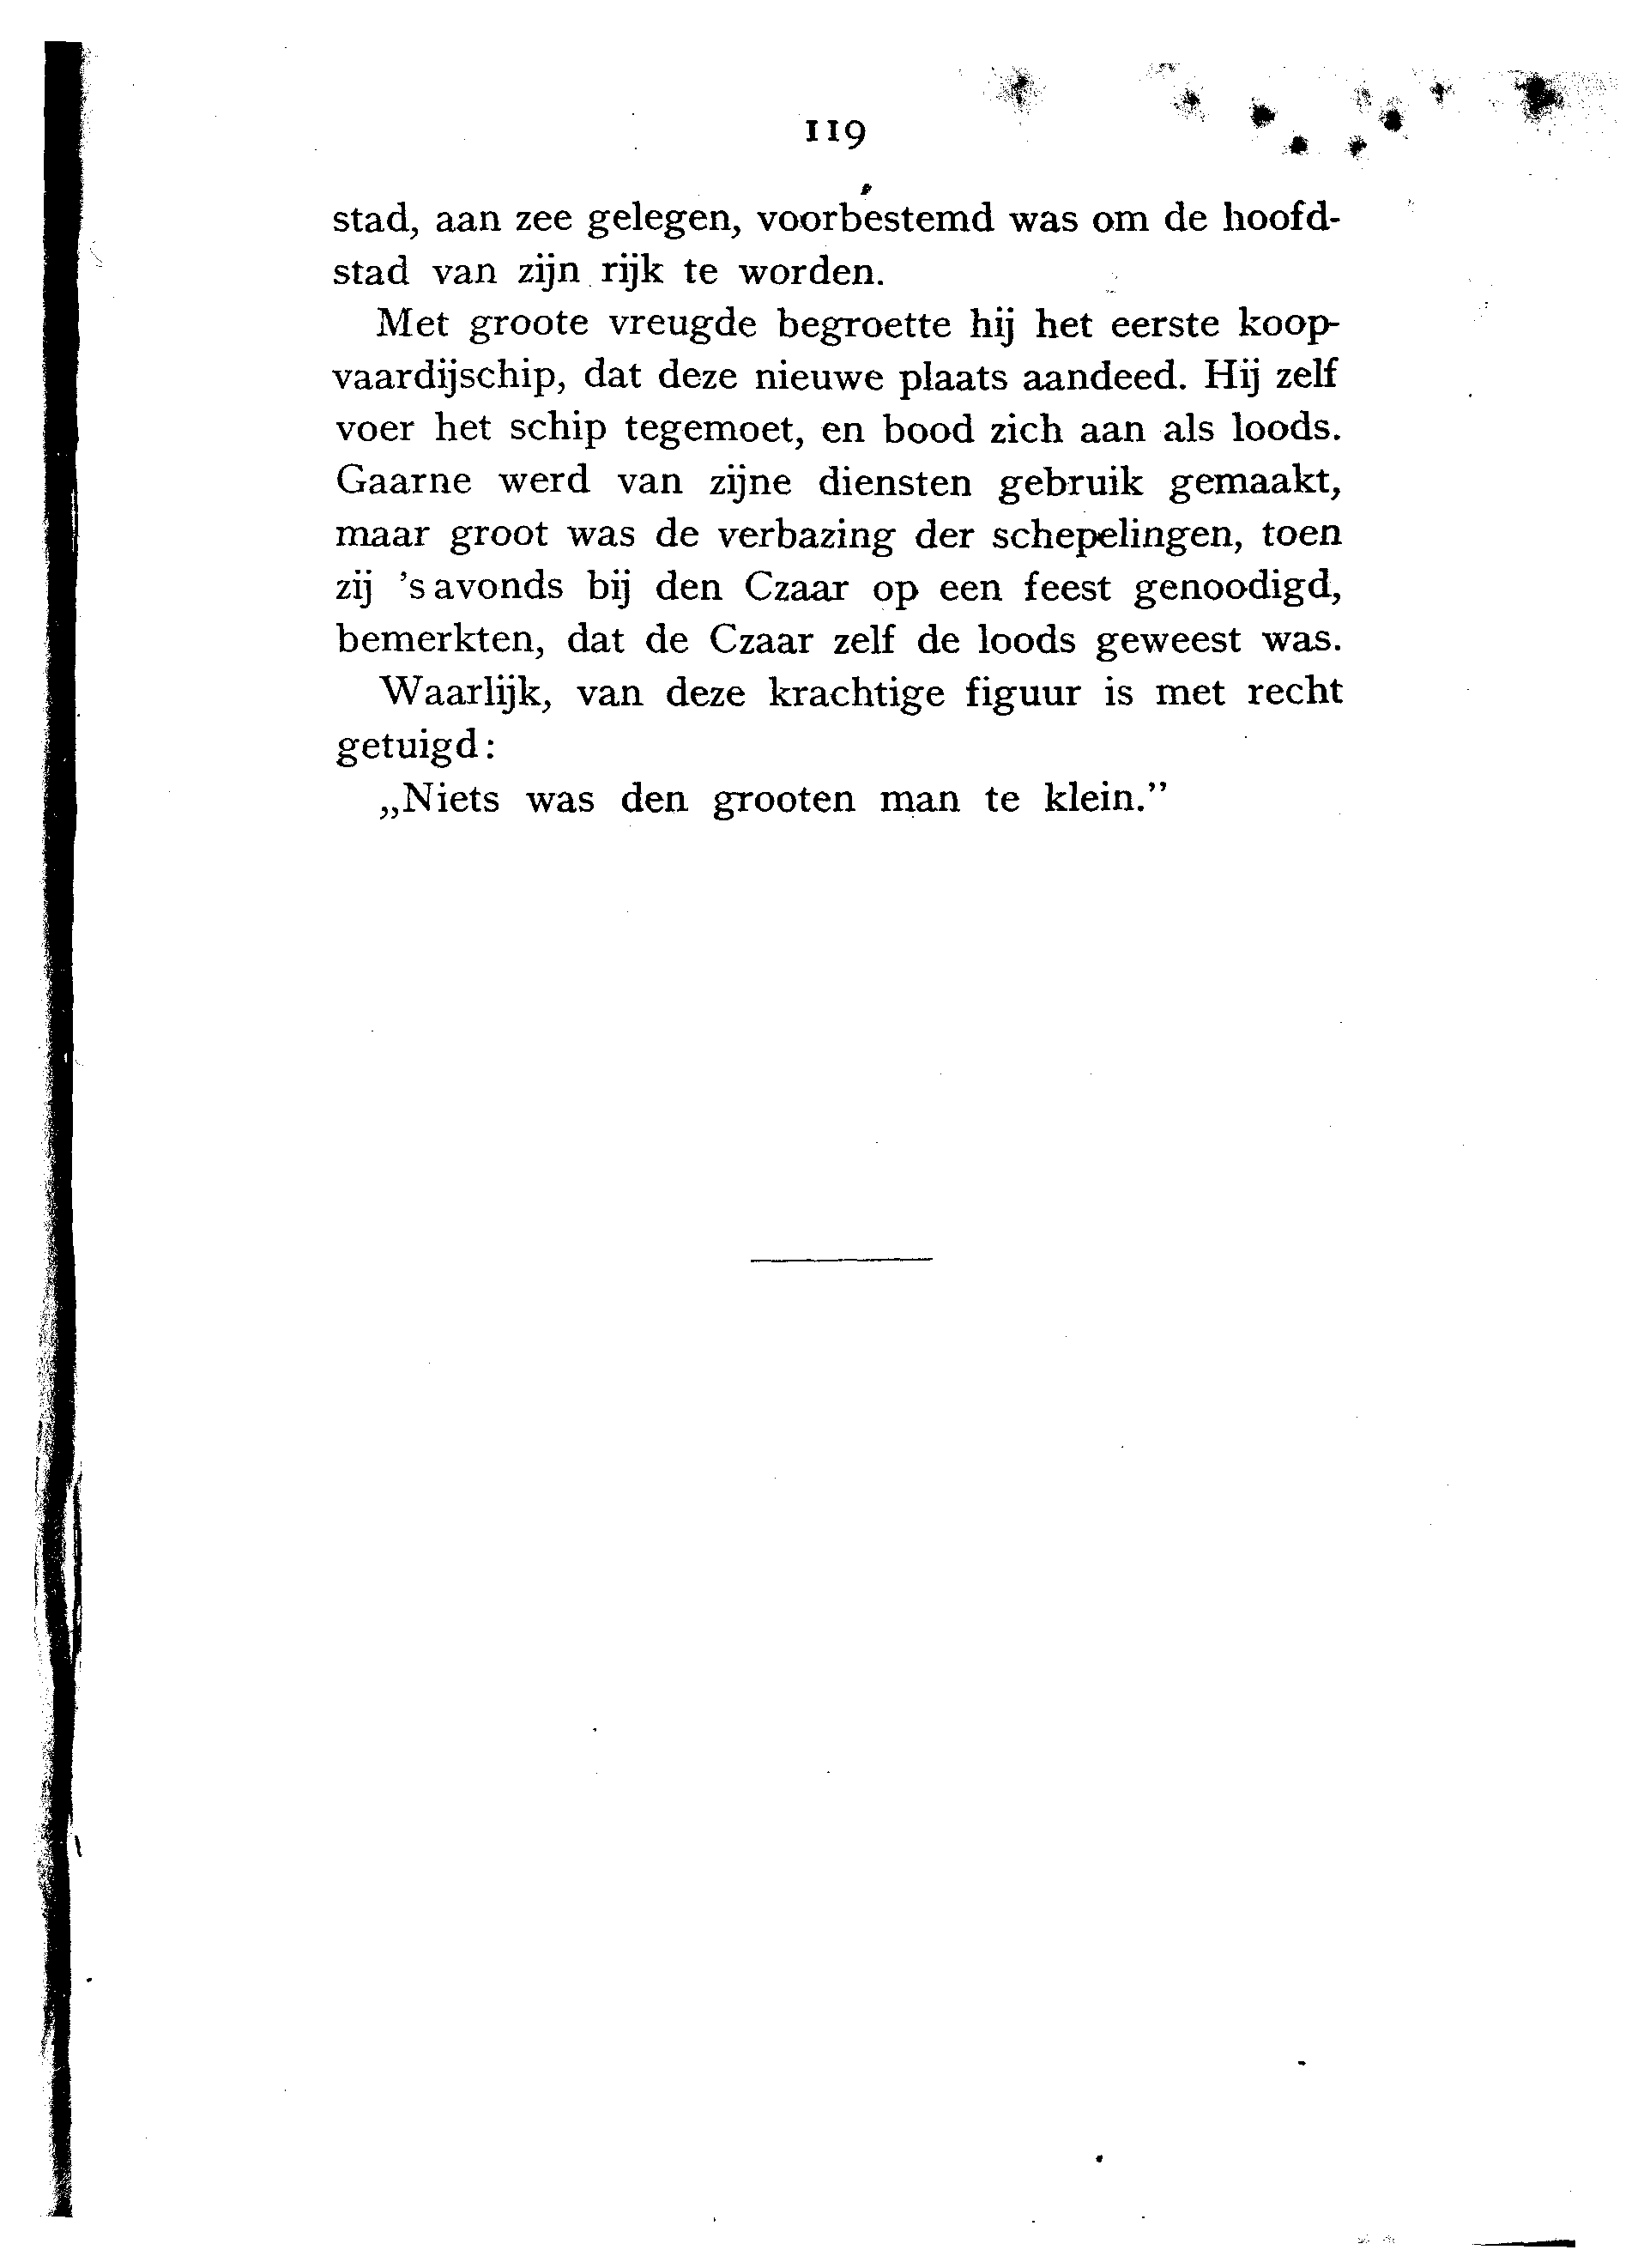 119
stad, aan zee gelegen, voorbestemd was om de hoofd-
stad van zijn rijk te worden.
Met groote vreugde begroette hij het eerste koop-
vaardijschip, dat deze nieuwe plaats aandeed. Hij zelf
voer het schip tegemoet, en bood zich aan als loods.
Gaarne werd van zijne diensten gebruik gemaakt,
maar groot was de verbazing der schepelingen, toen
zij 's avonds bij den Czaar op een feest genoodigd,
bemerkten, dat de Czaar zelf de loods geweest was.
Waarlijk, van deze krachtige figuur is met recht
getuigd:
„Niets was den grooten man te klein.”